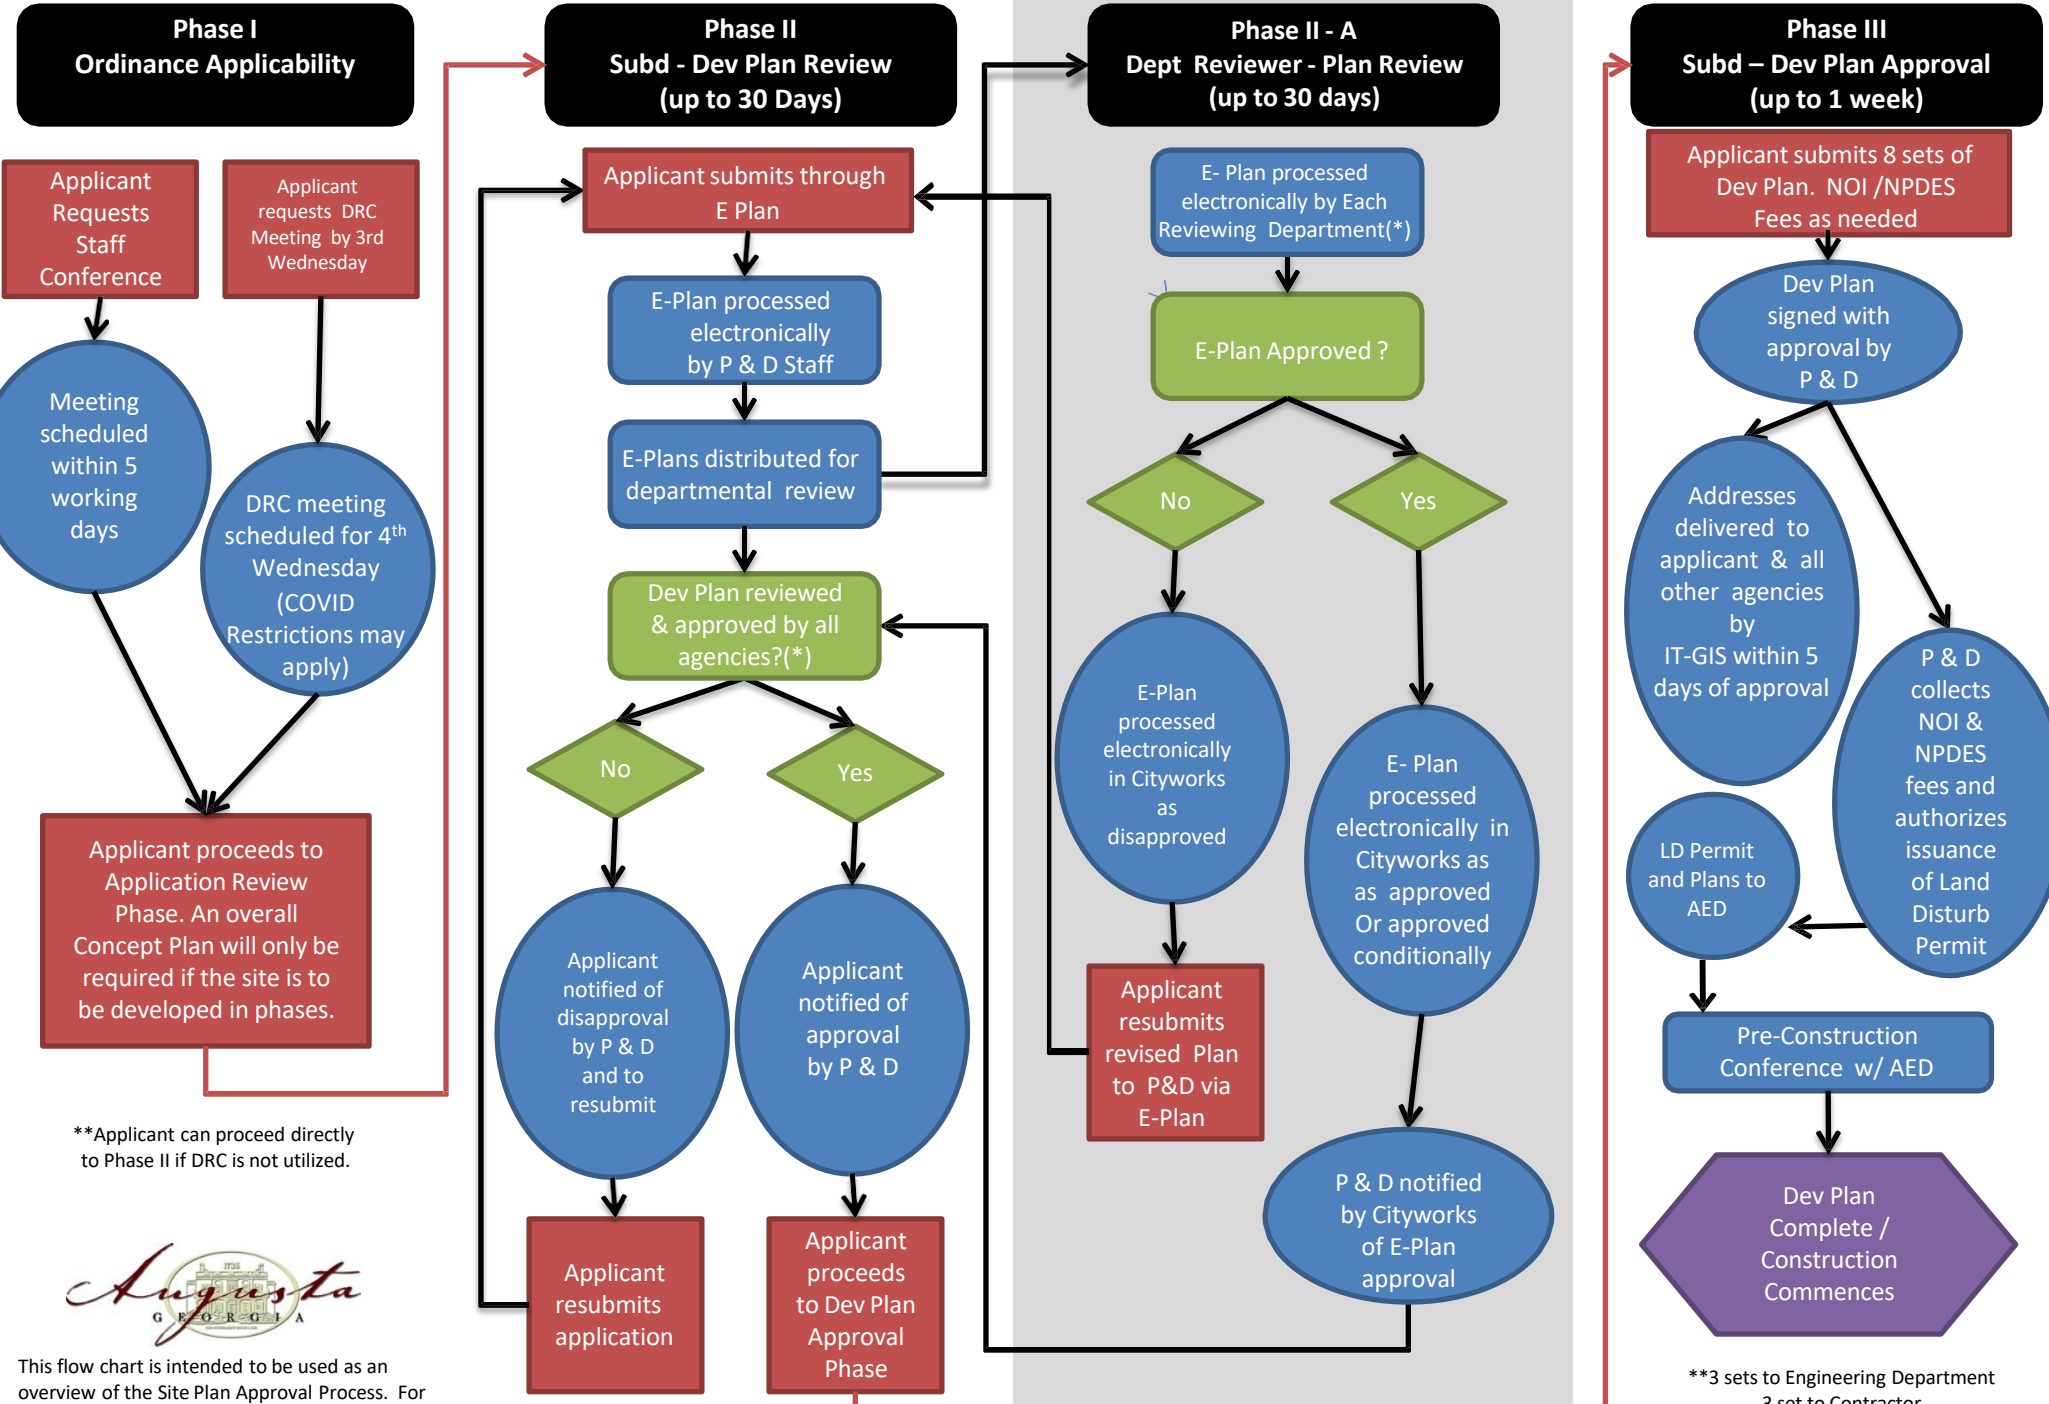 Phase I
Ordinance Applicability
Applicant
Requests
Staff
Conference
Applicant
requests DRC
Meeting by 3rd
Wednesday
Meeting
scheduled
within 5
working
days
DRC meeting
scheduled for 4th
Wednesday
(COVID
Restrictions may
apply)
Applicant proceeds to
Application Review
Phase. An overall
Concept Plan will only be
required if the site is to
be developed in phases.
**Applicant can proceed directly
to Phase II if DRC is not utilized.
Augusta
GEORGIA
This flow chart is intended to be used as an
overview of the Site Plan Approval Process. For
Phase II
Subd - Dev Plan Review
(up to 30 Days)
Applicant submits through
E Plan
E-Plan processed
electronically
by P & D Staff
E-Plans distributed for
departmental review
Dev Plan reviewed
& approved by all
agencies?(*)
No
Yes
Applicant
notified of
disapproval
by P & D
and to
resubmit
Applicant
notified of
approval
by P & D
Applicant
resubmits
application
Applicant
proceeds
to Dev Plan
Approval
Phase
Phase II - A
Dept Reviewer - Plan Review
(up to 30 days)
E- Plan processed
electronically by Each
Reviewing Department(*)
E-Plan Approved ?
No
Yes
E-Plan
processed
electronically
in Cityworks
as
disapproved
E- Plan
processed
electronically in
Cityworks as
as approved
Or approved
conditionally
Applicant
resubmits
revised Plan
to P&D via
E-Plan
P & D notified
by Cityworks
of E-Plan
approval
Phase III
Subd – Dev Plan Approval
(up to 1 week)
Applicant submits 8 sets of
Dev Plan. NOI /NPDES
Fees as needed
Dev Plan
signed with
approval by
P & D
Addresses
delivered to
applicant & all
other agencies
by
IT-GIS within 5
days of approval
P & D
collects
NOI &
NPDES
fees and
authorizes
issuance
of Land
Disturb
Permit
LD Permit
and Plans to
AED
Pre-Construction
Conference w/ AED
Dev Plan
Complete /
Construction
Commences
**3 sets to Engineering Department
3 set to Contractor